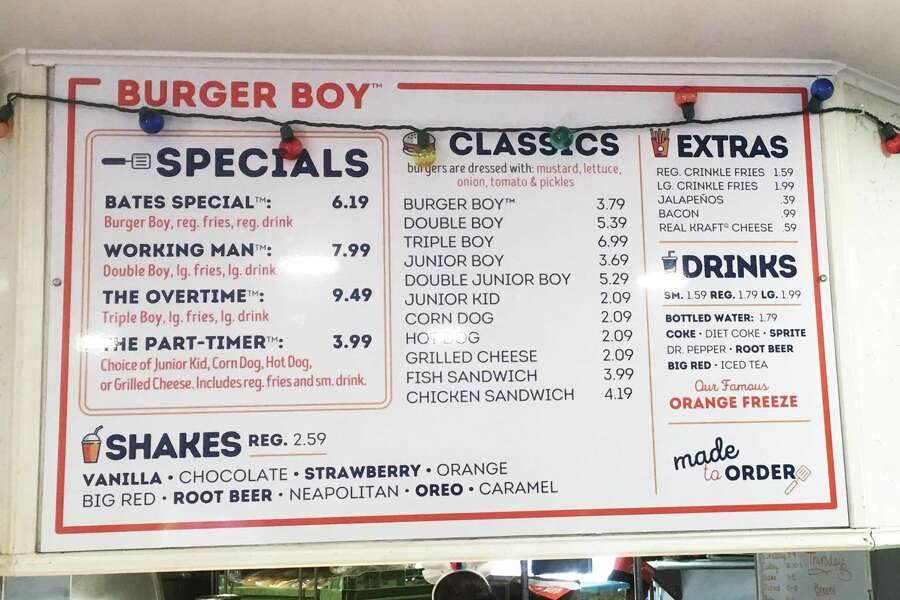 BURGER BOY™
SPECIALS
BATES SPECIAL™: 6.19
Burger Boy, reg. fries, reg. drink
WORKING MAN™: 7.99
Double Boy, lg. fries, lg. drink
THE OVERTIME™: 9.49
Triple Boy, lg. fries, lg. drink
THE PART-TIMER™: 3.99
Choice of Junior Kid, Corn Dog, Hot Dog,
or Grilled Cheese. Includes reg. fries and sm. drink.
SHAKES REG. 2.59
VANILLA • CHOCOLATE • STRAWBERRY • ORANGE
BIG RED • ROOT BEER • NEAPOLITAN • OREO • CARAMEL
CLASSICS
burgers are dressed with: mustard, lettuce,
onion, tomato & pickles
BURGER BOY™ 3.79
DOUBLE BOY 5.39
TRIPLE BOY 6.99
JUNIOR BOY 3.69
DOUBLE JUNIOR BOY 5.29
JUNIOR KID 2.09
CORN DOG 2.09
HOT DOG 2.09
GRILLED CHEESE 2.09
FISH SANDWICH 3.99
CHICKEN SANDWICH 4.19
EXTRAS
REG. CRINKLE FRIES 1.59
LG. CRINKLE FRIES 1.99
JALAPEÑOS .39
BACON .99
REAL KRAFT® CHEESE .59
DRINKS
SM. 1.59 REG. 1.79 LG. 1.99
BOTTLED WATER: 1.79
COKE • DIET COKE • SPRITE
DR. PEPPER • ROOT BEER
BIG RED • ICED TEA
Our Famous
ORANGE FREEZE
made
to ORDER
Thursday